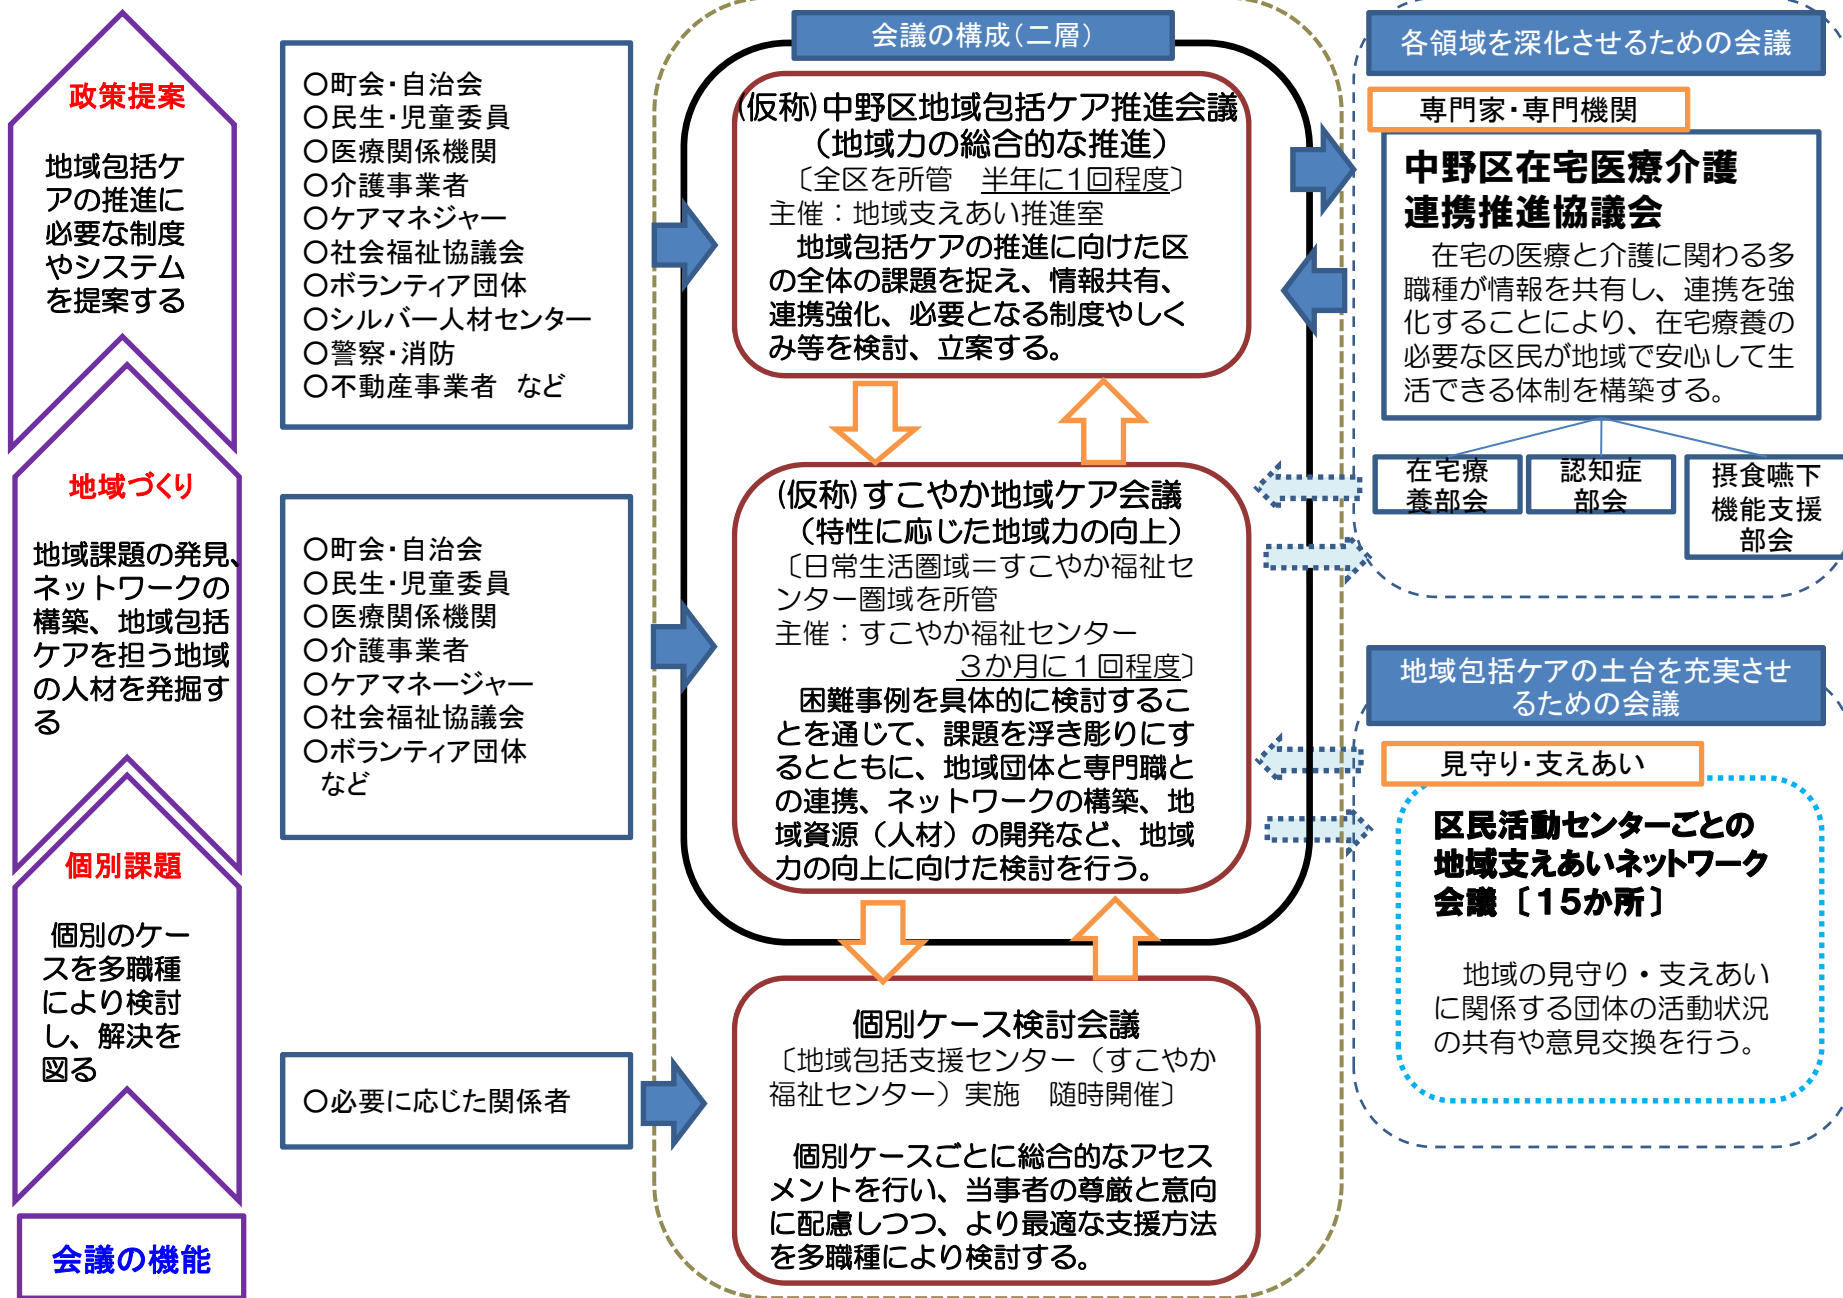 政策提案
地域包括ケ
アの推進に
必要な制度
やシステム
を提案する
地域づくり
地域課題の発見、
ネットワークの
構築、地域包括
ケアを担う地域
の人材を発掘す
る
個別課題
個別のケー
スを多職種
により検討
し、解決を
図る
会議の機能
○町会・自治会
○民生・児童委員
○医療関係機関
○介護事業者
○ケアマネジャー
○社会福祉協議会
○ボランティア団体
○シルバー人材センター
○警察・消防
○不動産事業者 など
○町会・自治会
○民生・児童委員
○医療関係機関
○介護事業者
○ケアマネージャー
○社会福祉協議会
○ボランティア団体
など
○必要に応じた関係者
会議の構成(二層)
(仮称)中野区地域包括ケア推進会議
(地域力の総合的な推進)
〔全区を所管 半年に1回程度〕
主催:地域支えあい推進室
地域包括ケアの推進に向けた区
の全体の課題を捉え、情報共有、
連携強化、必要となる制度やしく
み等を検討、立案する。
(仮称)すこやか地域ケア会議
(特性に応じた地域力の向上)
〔日常生活圏域=すこやか福祉セ
ンター圏域を所管
主催:すこやか福祉センター
3か月に1回程度〕
困難事例を具体的に検討するこ
とを通じて、課題を浮き彫りにす
るとともに、地域団体と専門職と
の連携、ネットワークの構築、地
域資源(人材)の開発など、地域
力の向上に向けた検討を行う。
個別ケース検討会議
〔地域包括支援センター(すこやか
福祉センター)実施 随時開催〕
個別ケースごとに総合的なアセス
メントを行い、当事者の尊厳と意向
に配慮しつつ、より最適な支援方法
を多職種により検討する。
各領域を深化させるための会議
専門家・専門機関
中野区在宅医療介護
連携推進協議会
在宅の医療と介護に関わる多
職種が情報を共有し、連携を強
化することにより、在宅療養の
必要な区民が地域で安心して生
活できる体制を構築する。
在宅療
養部会
認知症
部会
摂食嚥下
機能支援
部会
地域包括ケアの土台を充実させ
るための会議
見守り・支えあい
区民活動センターごとの
地域支えあいネットワーク
会議〔15か所〕
地域の見守り・支えあい
に関係する団体の活動状況
の共有や意見交換を行う。